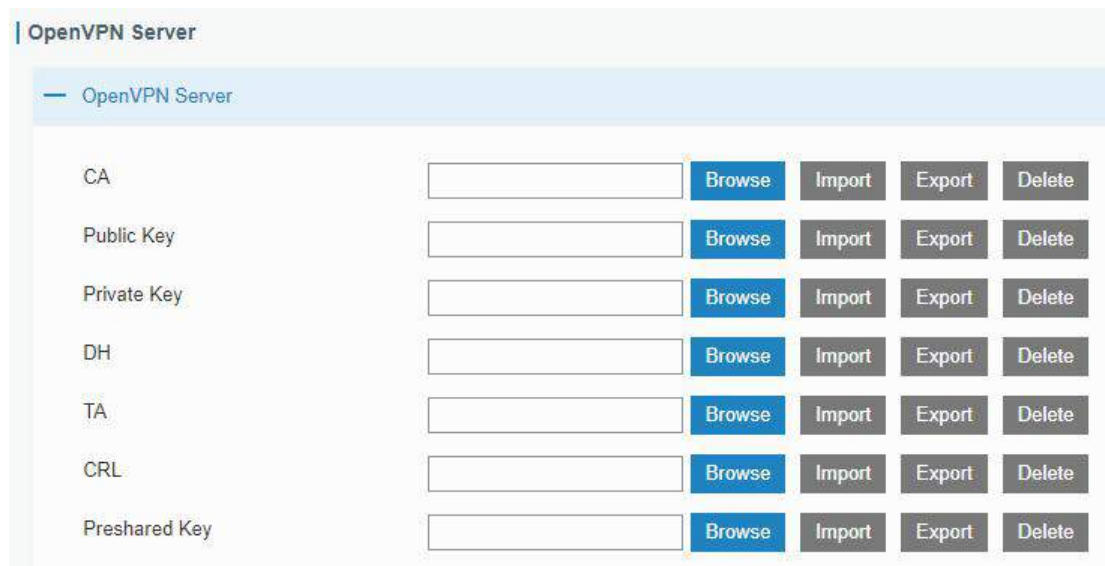 OpenVPN Server
OpenVPN Server
CA Browse Import Export Delete
Public Key Browse Import Export Delete
Private Key Browse Import Export Delete
DH Browse Import Export Delete
TA Browse Import Export Delete
CRL Browse Import Export Delete
Preshared Key Browse Import Export Delete